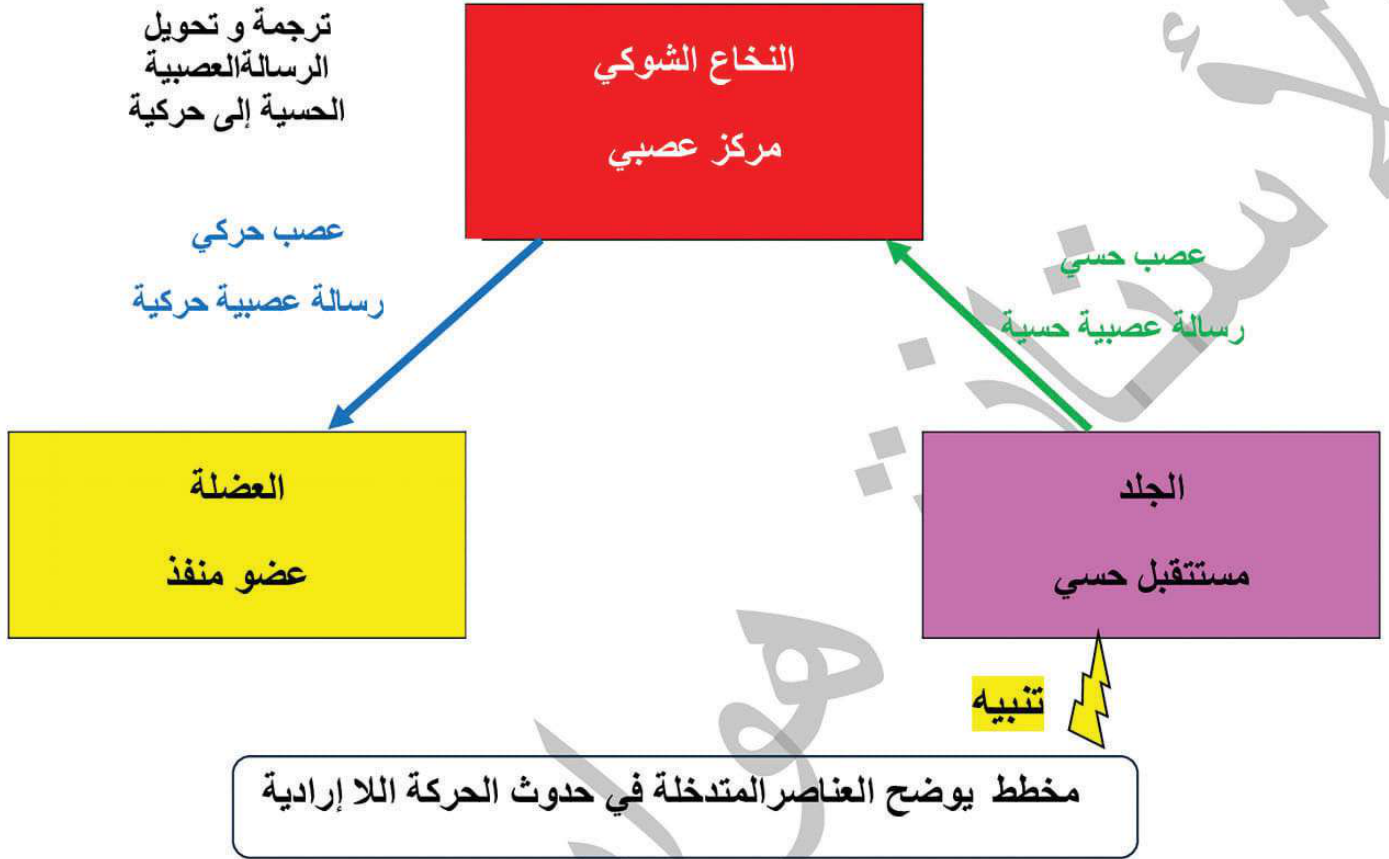 ترجمة و تحويل
الرسالةالعصبية
الحسية إلى حركية
النخاع الشوكي
مركز عصبي
عصب حسي
رسالة عصبية حسية
عصب حركي
رسالة عصبية حركية
الجلد
مستتقبل حسي
العضلة
عضو منفذ
تنبيه
مخطط يوضح العناصرالمتدخلة في حدوث الحركة اللا إرادية